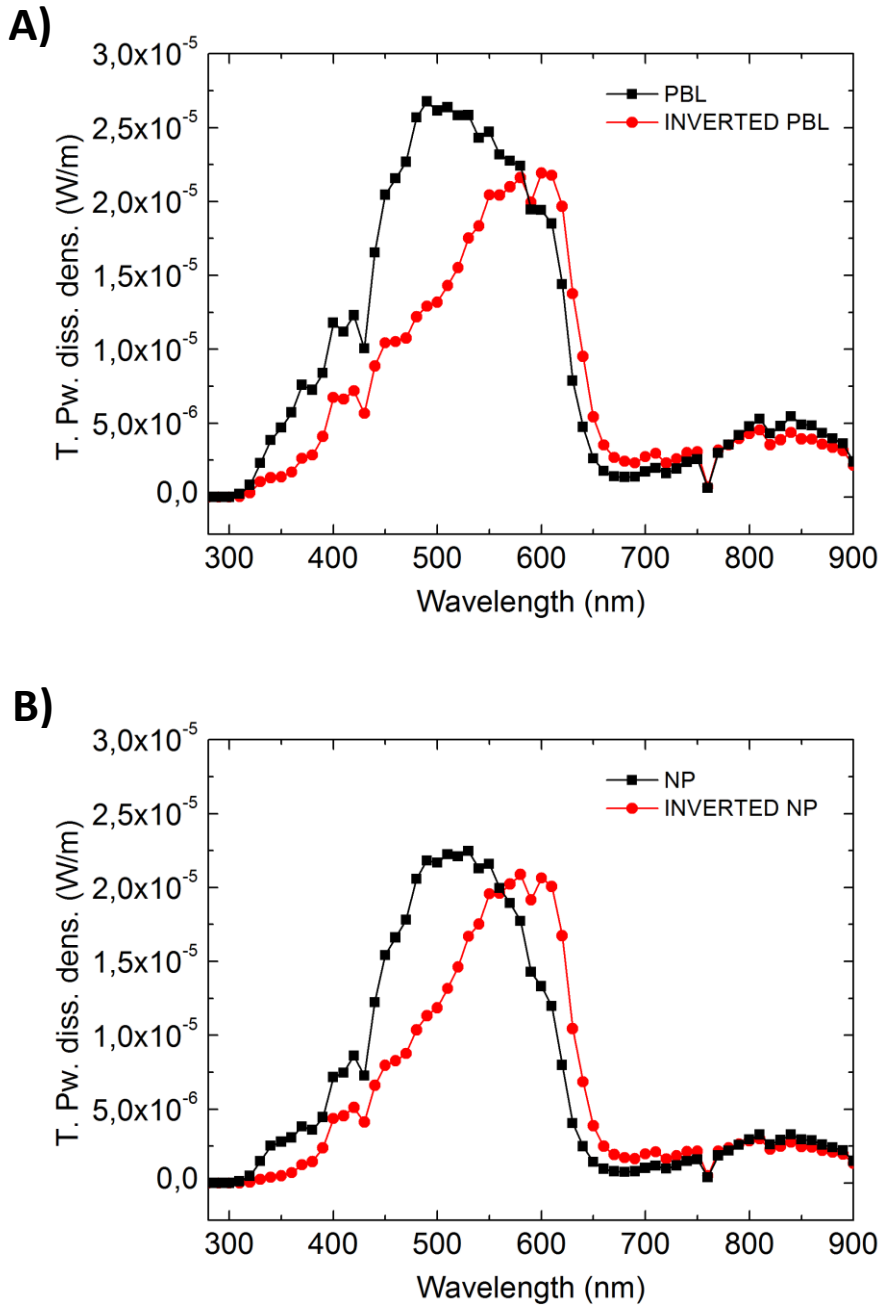 A)
3,0x10⁻⁵
2,5x10⁻⁵
2,0x10⁻⁵
1,5x10⁻⁵
1,0x10⁻⁵
5,0x10⁻⁶
0,0
T. Pw. diss. dens. (W/m)
PBL
INVERTED PBL
300 400 500 600 700 800 900
Wavelength (nm)
B)
3,0x10⁻⁵
2,5x10⁻⁵
2,0x10⁻⁵
1,5x10⁻⁵
1,0x10⁻⁵
5,0x10⁻⁶
0,0
T. Pw. diss. dens. (W/m)
NP
INVERTED NP
300 400 500 600 700 800 900
Wavelength (nm)